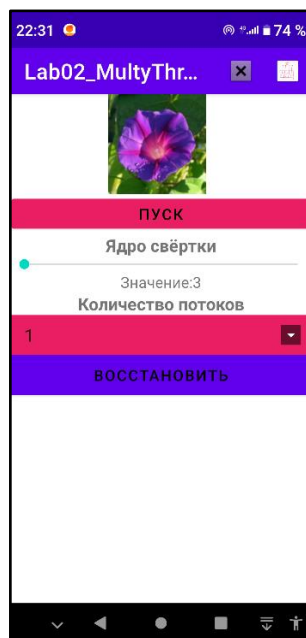 22:31 74 %
Lab02_MultyThr...
ПУСК
Ядро свёртки
Значение:3
Количество потоков
1
ВОССТАНОВИТЬ